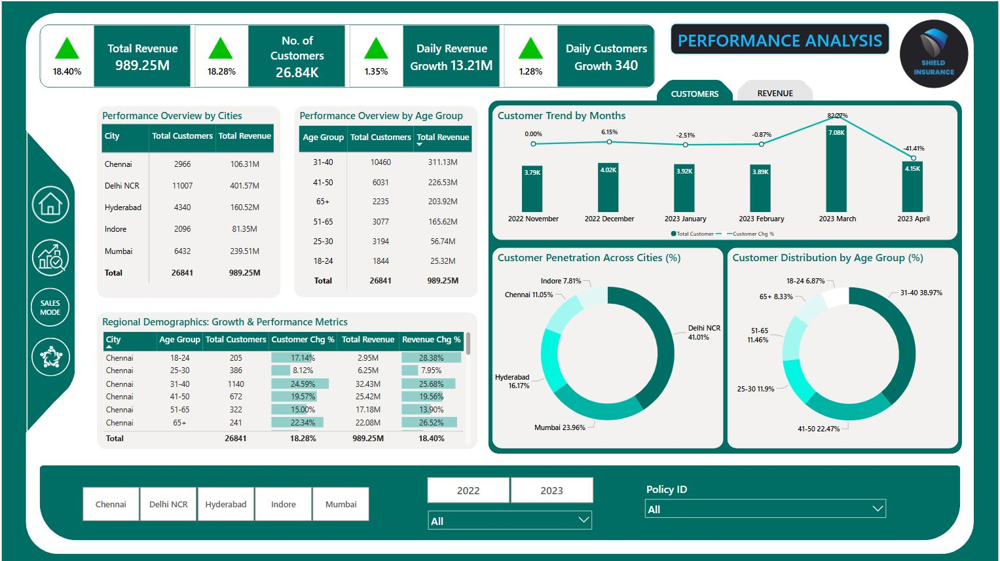 18.40%
Total Revenue
989.25M
18.28%
No. of
Customers
26.84K
1.35%
Daily Revenue
Growth 13.21M
1.28%
Daily Customers
Growth 340
PERFORMANCE ANALYSIS
SHIELD
INSURANCE
CUSTOMERS
REVENUE
Performance Overview by Cities
City Total Customers Total Revenue
Chennai 2966 106.31M
Delhi NCR 11007 401.57M
Hyderabad 4340 160.52M
Indore 2096 81.35M
Mumbai 6432 239.51M
Total 26841 989.25M
Performance Overview by Age Group
Age Group Total Customers Total Revenue
31-40 10460 311.13M
41-50 6031 226.53M
65+ 2235 203.92M
51-65 3077 165.62M
25-30 3194 56.74M
18-24 1844 25.32M
Total 26841 989.25M
Customer Trend by Months
0.00% 6.15% -2.51% -0.87% 82.27% -41.41%
3.79K 4.02K 3.92K 3.89K 7.08K 4.15K
2022 November 2022 December 2023 January 2023 February 2023 March 2023 April
Total Customer Customer Chg %
SALES
MODE
Regional Demographics: Growth & Performance Metrics
City Age Group Total Customers Customer Chg % Total Revenue Revenue Chg %
Chennai 18-24 205 17.14% 2.95M 28.38%
Chennai 25-30 386 8.12% 6.25M 7.95%
Chennai 31-40 1140 24.59% 32.43M 25.68%
Chennai 41-50 672 19.57% 25.42M 19.56%
Chennai 51-65 322 15.00% 17.18M 13.90%
Chennai 65+ 241 22.34% 22.08M 26.52%
Total 26841 18.28% 989.25M 18.40%
Customer Penetration Across Cities (%)
Indore 7.81%
Chennai 11.05%
Delhi NCR
41.01%
Hyderabad
16.17%
Mumbai 23.96%
Customer Distribution by Age Group (%)
18-24 6.87%
31-40 38.97%
65+ 8.33%
51-65
11.46%
25-30 11.9%
41-50 22.47%
Chennai Delhi NCR Hyderabad Indore Mumbai
2022 2023
All
Policy ID
All